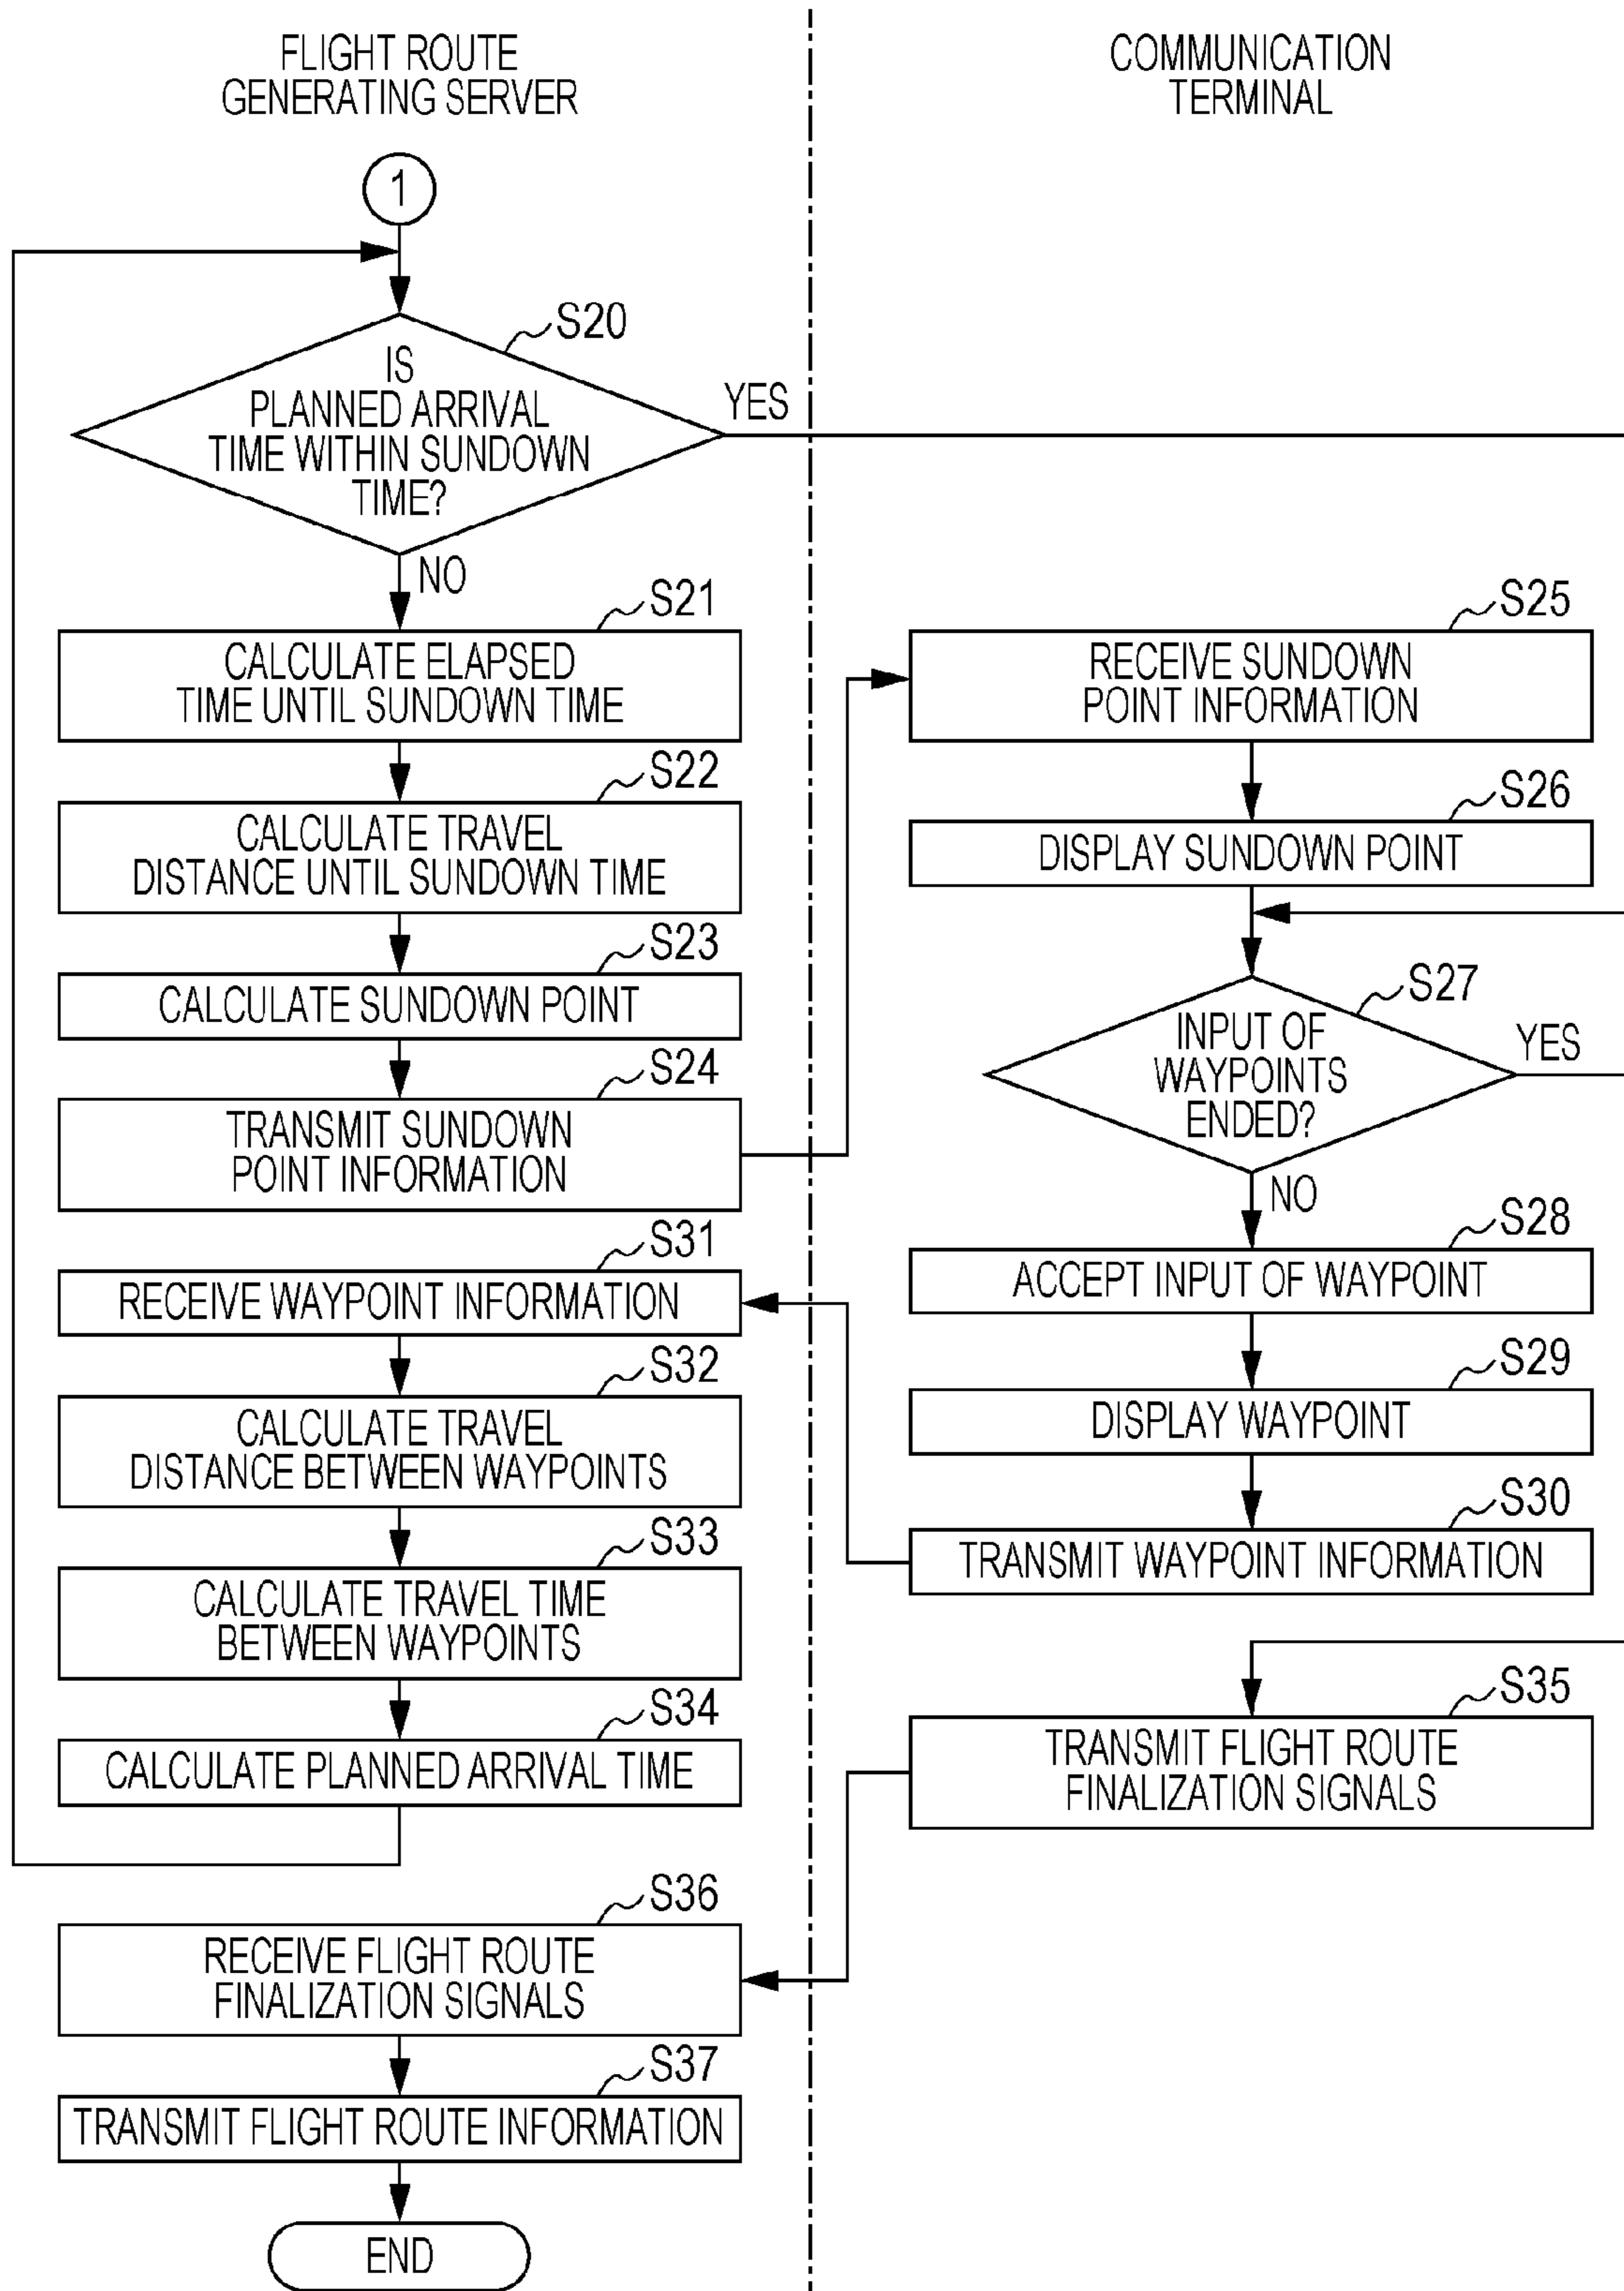 FLIGHT ROUTE
GENERATING SERVER
COMMUNICATION
TERMINAL
1
S20
IS
PLANNED ARRIVAL
TIME WITHIN SUNDOWN
TIME?
YES
NO
S21
CALCULATE ELAPSED
TIME UNTIL SUNDOWN TIME
S22
CALCULATE TRAVEL
DISTANCE UNTIL SUNDOWN TIME
S23
CALCULATE SUNDOWN POINT
S24
TRANSMIT SUNDOWN
POINT INFORMATION
S25
RECEIVE SUNDOWN
POINT INFORMATION
S26
DISPLAY SUNDOWN POINT
S27
INPUT OF
WAYPOINTS
ENDED?
YES
NO
S28
ACCEPT INPUT OF WAYPOINT
S29
DISPLAY WAYPOINT
S30
TRANSMIT WAYPOINT INFORMATION
S31
RECEIVE WAYPOINT INFORMATION
S32
CALCULATE TRAVEL
DISTANCE BETWEEN WAYPOINTS
S33
CALCULATE TRAVEL TIME
BETWEEN WAYPOINTS
S34
CALCULATE PLANNED ARRIVAL TIME
S35
TRANSMIT FLIGHT ROUTE
FINALIZATION SIGNALS
S36
RECEIVE FLIGHT ROUTE
FINALIZATION SIGNALS
S37
TRANSMIT FLIGHT ROUTE INFORMATION
END